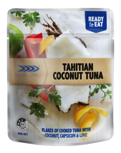 READY
TO EAT
TAHITIAN
COCONUT TUNA
FLAKES OF COOKED TUNA WITH
COCONUT, CAPSICUM & LIME